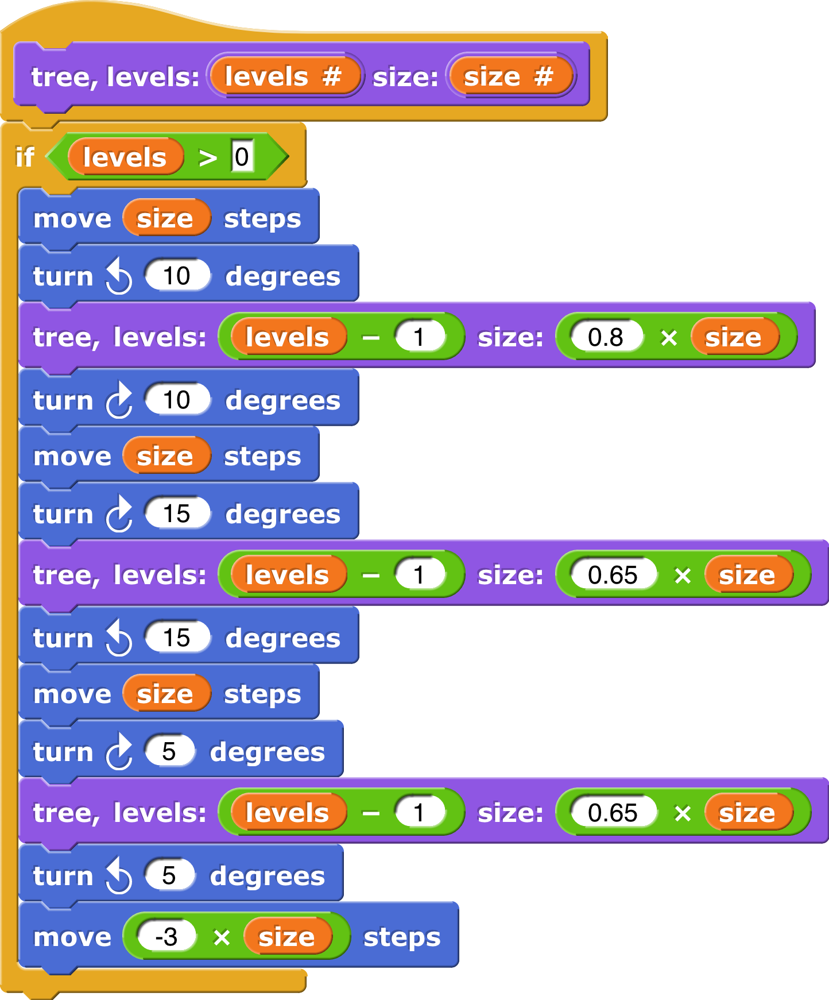 tree, levels: levels # size: size #
if levels > 0
move size steps
turn 10 degrees
tree, levels: levels − 1 size: 0.8 × size
turn 10 degrees
move size steps
turn 15 degrees
tree, levels: levels − 1 size: 0.65 × size
turn 15 degrees
move size steps
turn 5 degrees
tree, levels: levels − 1 size: 0.65 × size
turn 5 degrees
move -3 × size steps